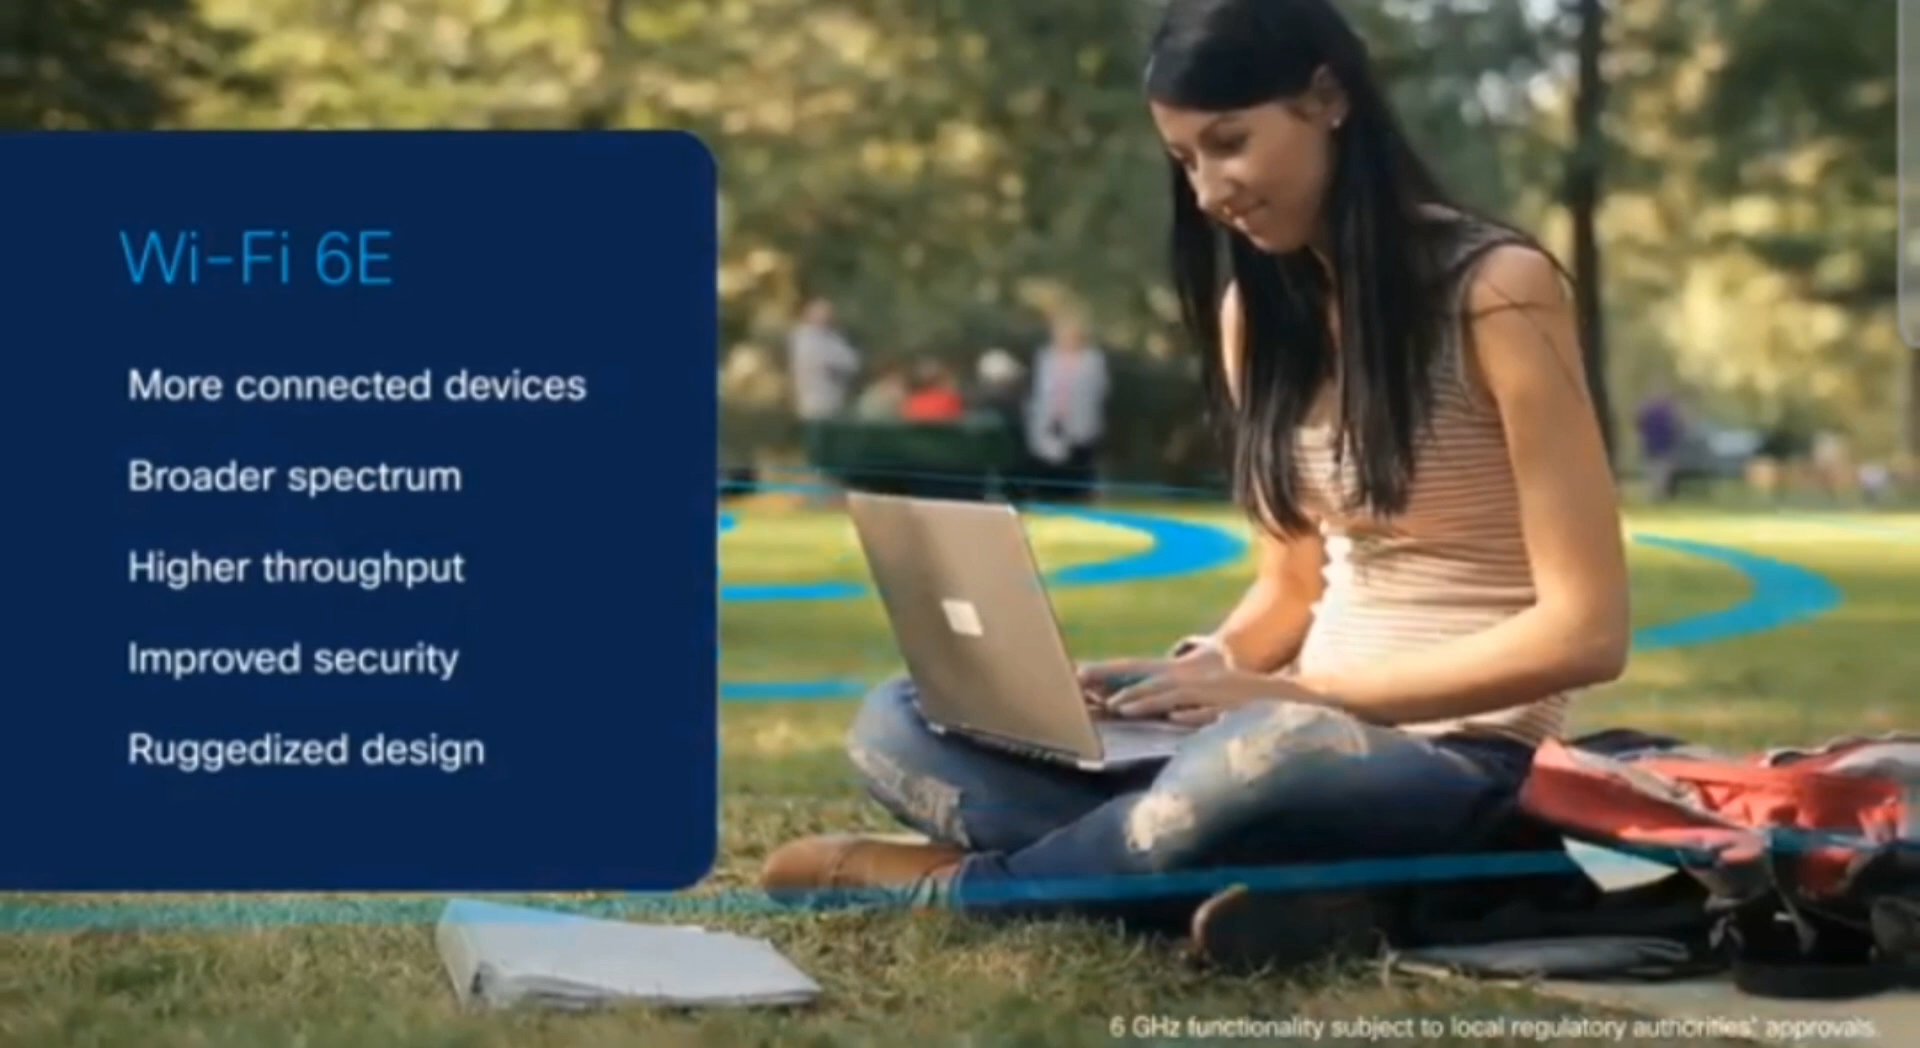 Wi-Fi 6E
More connected devices
Broader spectrum
Higher throughput
Improved security
Ruggedized design
6 GHz functionality subject to local regulatory authorities' approvals.